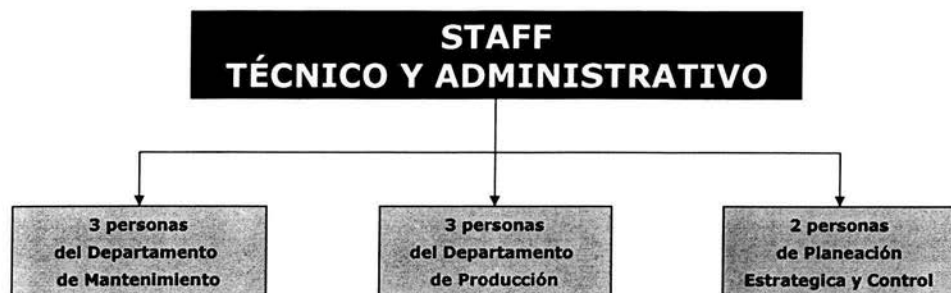 STAFF
TÉCNICO Y ADMINISTRATIVO
3 personas
del Departamento
de Mantenimiento
3 personas
del Departamento
de Producción
2 personas
de Planeación
Estrategica y Control